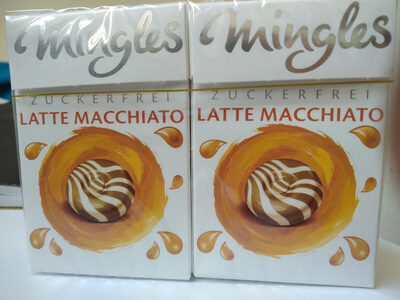 mingles
ZUCKERFREI
LATTE MACCHIATO
mingles
ZUCKERFREI
LATTE MACCHIATO